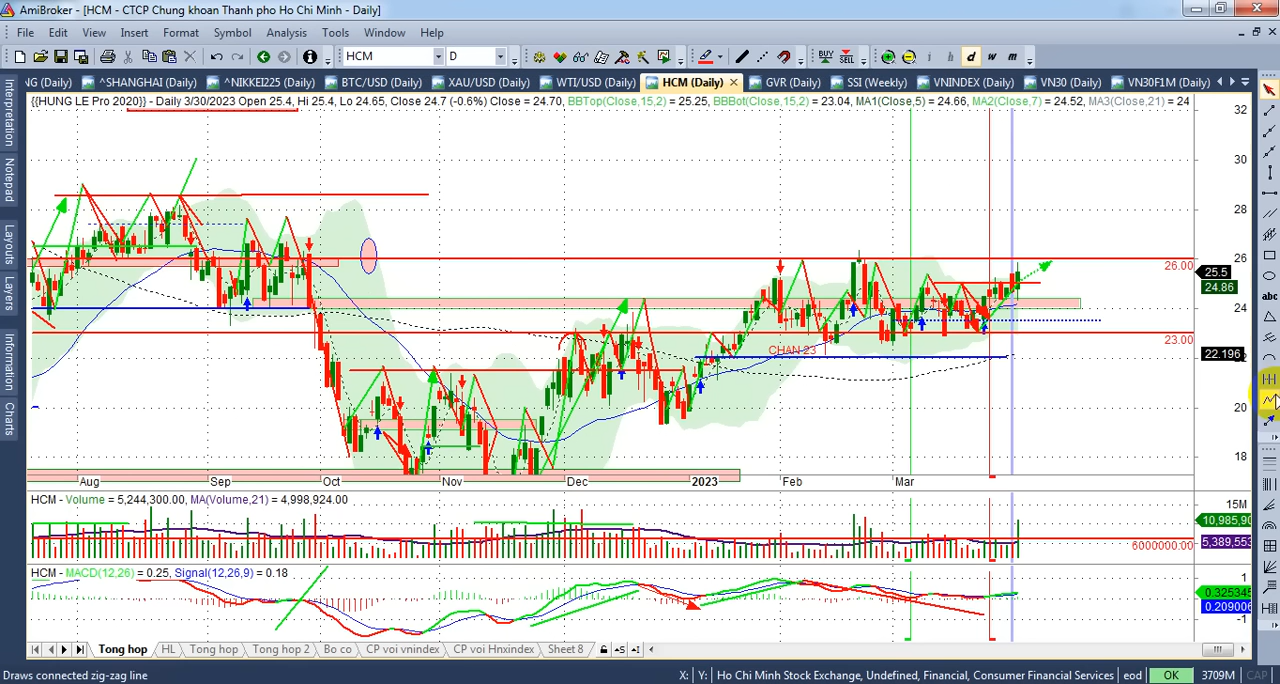 AmiBroker - [HCM - CTCP Chung khoan Thanh pho Ho Chi Minh - Daily]
File Edit View Insert Format Symbol Analysis Tools Window Help
HCM D BUY SELL i h d w m
NG (Daily) ^SHANGHAI (Daily) ^NIKKEI225 (Daily) BTC/USD (Daily) XAU/USD (Daily) WTI/USD (Daily) HCM (Daily) GVR (Daily) SSI (Weekly) VNINDEX (Daily) VN30 (Daily) VN30F1M (Daily)
{{HUNG LE Pro 2020}} - Daily 3/30/2023 Open 25.4, Hi 25.4, Lo 24.65, Close 24.7 (-0.6%) Close = 24.70, BBTop(Close,15,2) = 25.25, BBBot(Close,15,2) = 23.04, MA1(Close,5) = 24.66, MA2(Close,7) = 24.52, MA3(Close,21) = 24
Interpretation
Notepad
Layouts
Layers
Information
Charts
32
30
28
26
26.00
25.5
24.86
24
23.00
22.196
CHAN 23
20
18
abc
Aug Sep Oct Nov Dec 2023 Feb Mar
HCM - Volume = 5,244,300.00, MA(Volume,21) = 4,998,924.00
15M
10,985,90
5,389,553
6000000.00
HCM - MACD(12,26) = 0.25, Signal(12,26,9) = 0.18
1
0.325345
0.209006
-1
Tong hop HL Tong hop Tong hop 2 Bo co CP voi vnindex CP voi Hnxindex Sheet 8
Draws connected zig-zag line X: Y: Ho Chi Minh Stock Exchange, Undefined, Financial, Consumer Financial Services eod OK 3709M CAP